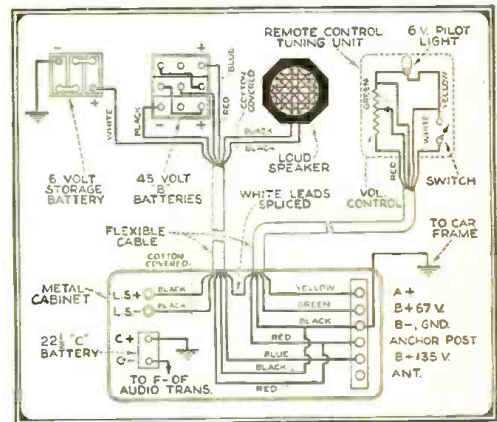 REMOTE CONTROL
TUNING UNIT
6 V. PILOT
LIGHT
-
+
+
-
+
BLUE
RED
COTTON
COVERED
WHITE
BLACK
BLACK
BLACK
GREEN
YELLOW
WHITE
RED
6 VOLT
STORAGE
BATTERY
45 VOLT
"B"
BATTERIES
LOUD
SPEAKER
VOL.
CONTROL
SWITCH
WHITE LEADS
SPLICED
FLEXIBLE
CABLE
TO CAR
FRAME
COTTON
COVERED
METAL
CABINET
L.S+
L.S-
BLACK
BLACK
YELLOW
GREEN
BLACK
RED
BLUE
BLACK
RED
A+
B+67 V.
B-, GND.
ANCHOR POST
B+135 V.
ANT.
22½ "C"
BATTERY
C+
C-
TO F- OF
AUDIO TRANS.